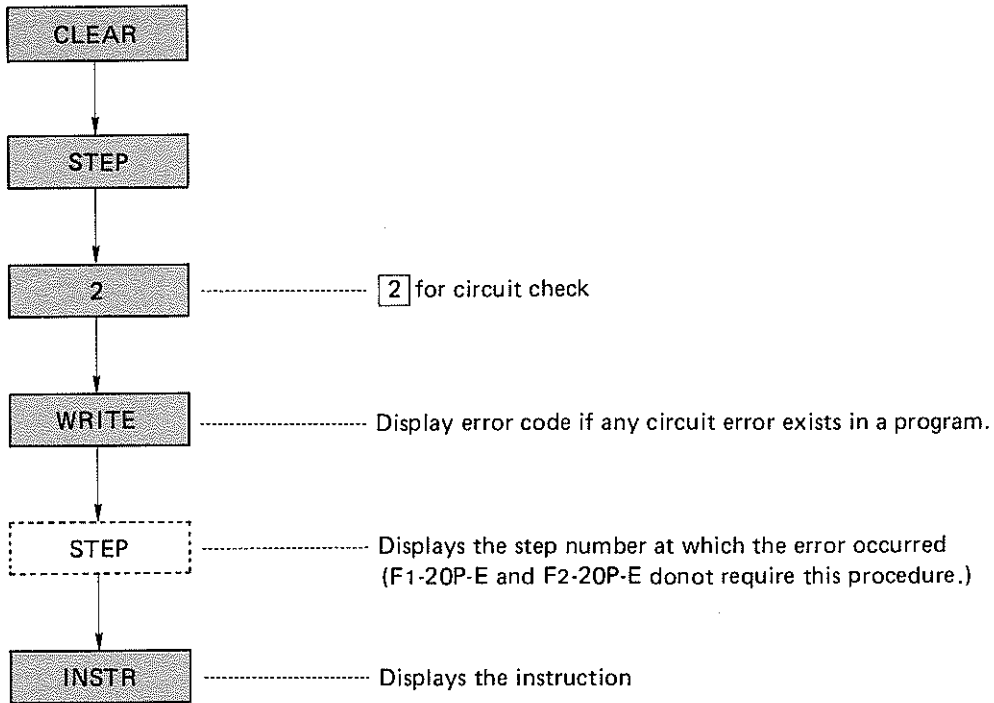 CLEAR
STEP
2 2 for circuit check
WRITE Display error code if any circuit error exists in a program.
STEP Displays the step number at which the error occurred
(F1-20P-E and F2-20P-E donot require this procedure.)
INSTR Displays the instruction